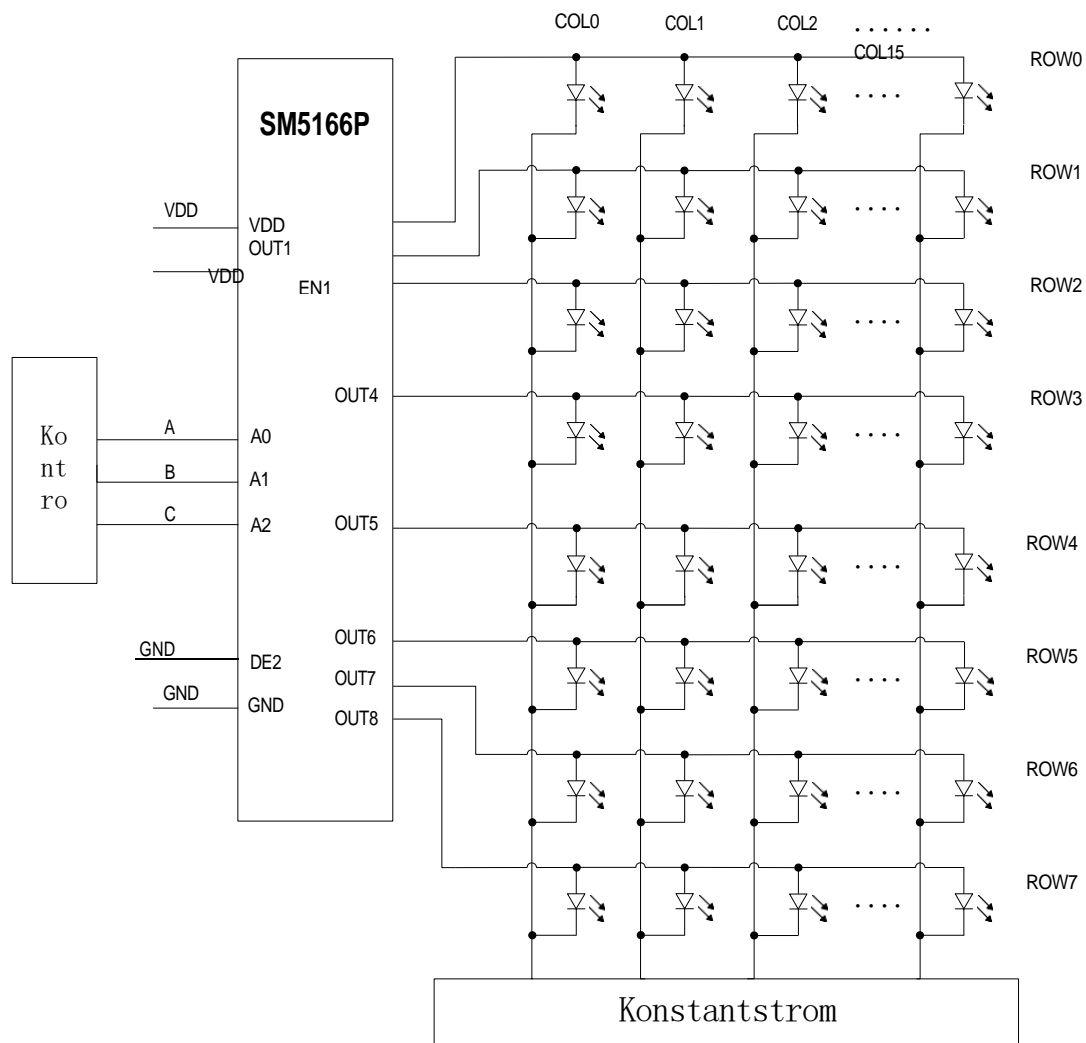 COL0 COL1 COL2 . . . . . .
COL15
ROW0
SM5166P
. . . .
ROW1
VDD
VDD
OUT1
. . . .
VDD
EN1
ROW2
. . . .
OUT4
ROW3
Ko
nt
ro
A
A0
. . . .
B
A1
C
A2
OUT5
ROW4
. . . .
OUT6
GND
DE2
ROW5
OUT7
. . . .
GND
GND
OUT8
ROW6
. . . .
ROW7
. . . .
Konstantstrom